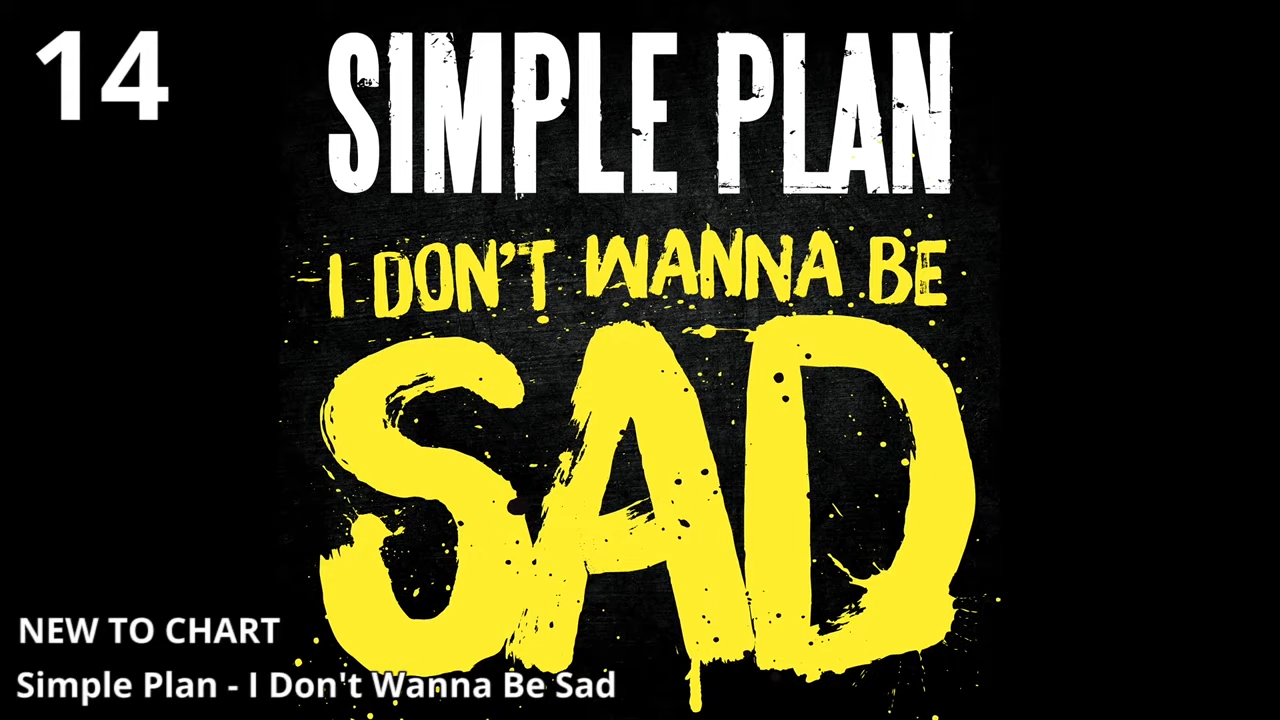 14
SIMPLE PLAN
I DON'T WANNA BE
SAD
NEW TO CHART
Simple Plan - I Don't Wanna Be Sad